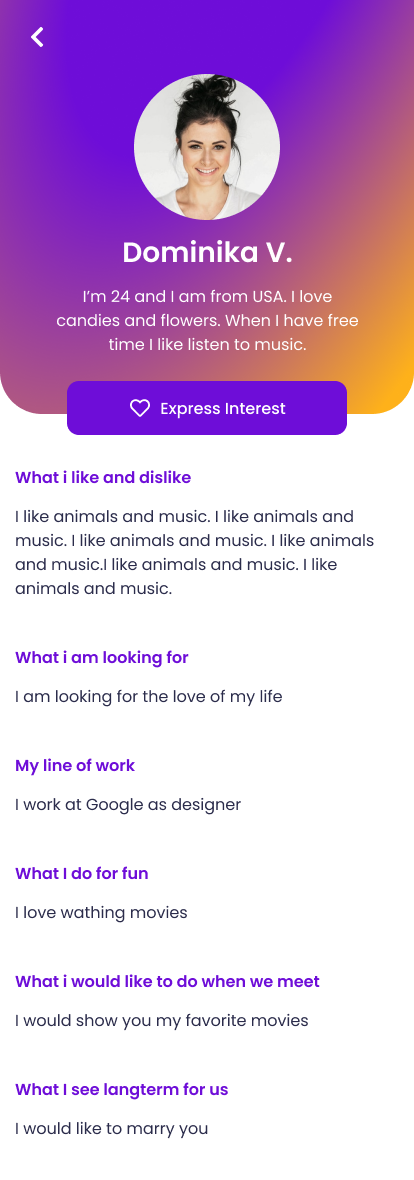 Dominika V.
I’m 24 and I am from USA. I love
candies and flowers. When I have free
time I like listen to music.
Express Interest
What i like and dislike
I like animals and music. I like animals and
music. I like animals and music. I like animals
and music.I like animals and music. I like
animals and music.
What i am looking for
I am looking for the love of my life
My line of work
I work at Google as designer
What I do for fun
I love wathing movies
What i would like to do when we meet
I would show you my favorite movies
What I see langterm for us
I would like to marry you